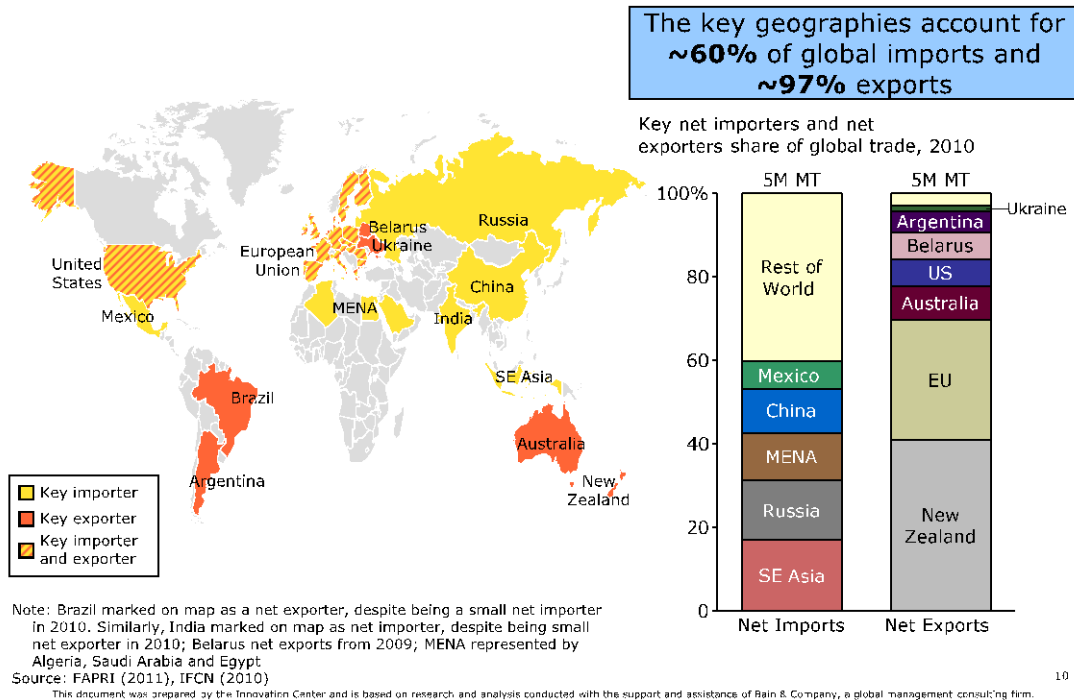 The key geographies account for
~60% of global imports and
~97% exports
Key net importers and net
exporters share of global trade, 2010
Russia
Belarus
Ukraine
European
Union
United
States
China
MENA
India
Mexico
SE Asia
Brazil
Australia
Argentina
New
Zealand
Key importer
Key exporter
Key importer
and exporter
5M MT
5M MT
100%
80
60
40
20
0
Rest of
World
Mexico
China
MENA
Russia
SE Asia
Ukraine
Argentina
Belarus
US
Australia
EU
New
Zealand
Net Imports
Net Exports
Note: Brazil marked on map as a net exporter, despite being a small net importer
in 2010. Similarly, India marked on map as net importer, despite being small
net exporter in 2010; Belarus net exports from 2009; MENA represented by
Algeria, Saudi Arabia and Egypt
Source: FAPRI (2011), IFCN (2010)
10
This document was prepared by the Innovation Center and is based on research and analysis conducted with the support and assistance of Bain & Company, a global management consulting firm.